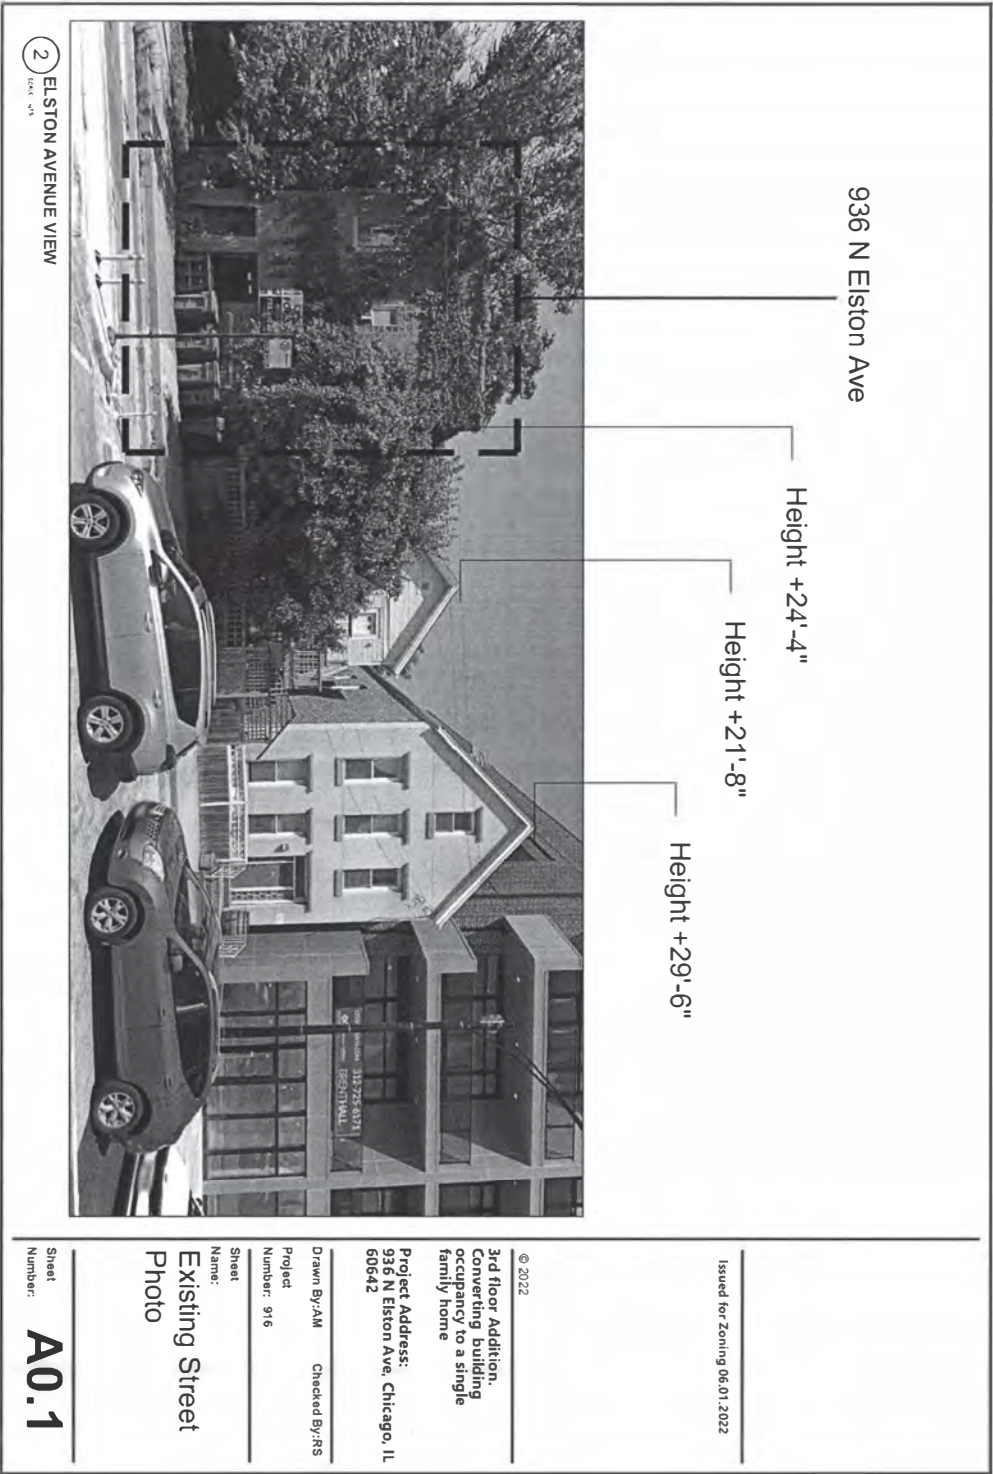 936 N Elston Ave
Height +24'-4"
Height +21'-8"
Height +29'-6"
312-725-6171
BRENTHALL
2
ELSTON AVENUE VIEW
Issued for Zoning 06.01.2022
© 2022
3rd floor Addition.
Converting building
occupancy to a single
family home
Project Address:
936 N Elston Ave, Chicago, IL
60642
Drawn By:AM Checked By:RS
Project
Number: 916
Sheet
Name:
Existing Street
Photo
Sheet
Number: A0.1